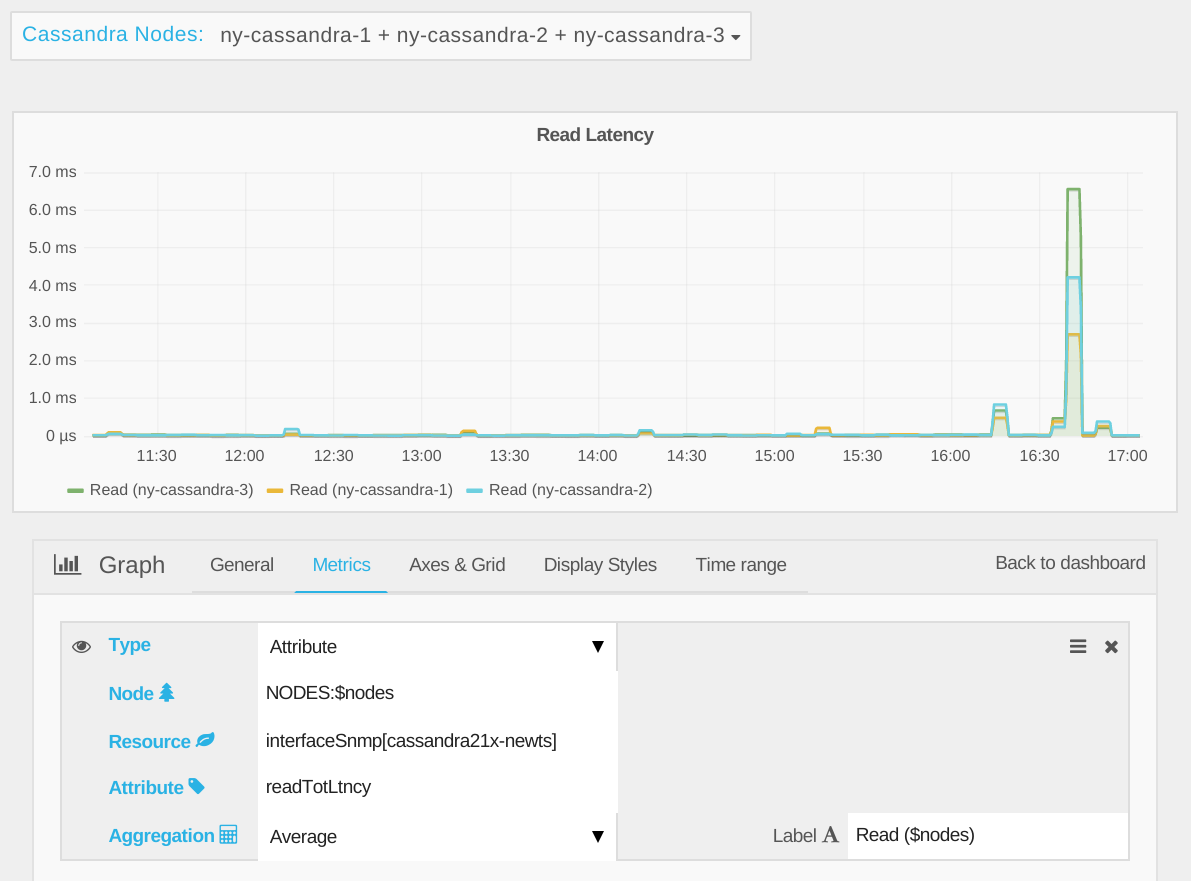 Cassandra Nodes: ny-cassandra-1 + ny-cassandra-2 + ny-cassandra-3
Read Latency
7.0 ms
6.0 ms
5.0 ms
4.0 ms
3.0 ms
2.0 ms
1.0 ms
0 µs
11:30 12:00 12:30 13:00 13:30 14:00 14:30 15:00 15:30 16:00 16:30 17:00
Read (ny-cassandra-3) Read (ny-cassandra-1) Read (ny-cassandra-2)
Graph General Metrics Axes & Grid Display Styles Time range Back to dashboard
Type Attribute
Node NODES:$nodes
Resource interfaceSnmp[cassandra21x-newts]
Attribute readTotLtncy
Aggregation Average Label A Read ($nodes)